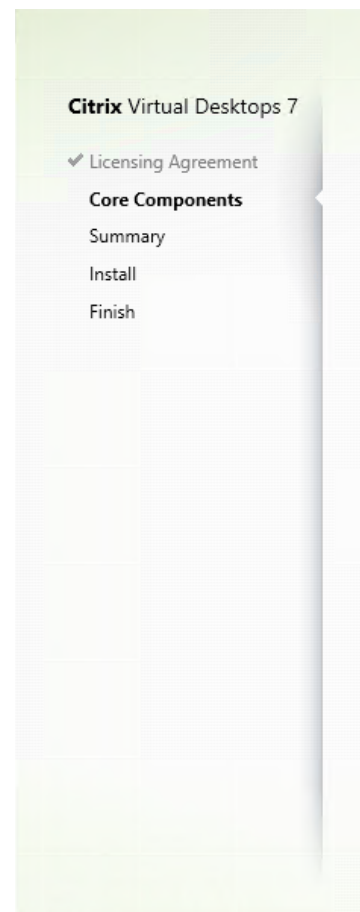 Citrix Virtual Desktops 7
✔ Licensing Agreement
Core Components
Summary
Install
Finish